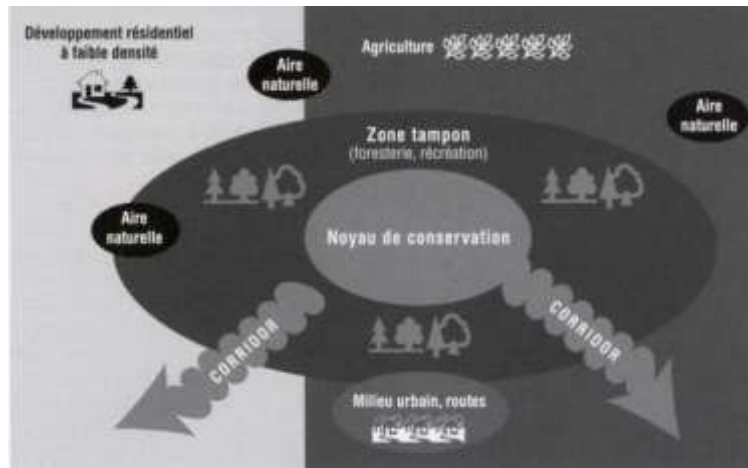 Développement résidentiel
à faible densité
Aire
naturelle
Agriculture
Aire
naturelle
Zone tampon
(foresterie, récréation)
Aire
naturelle
Noyau de conservation
CORRIDOR
CORRIDOR
Milieu urbain, routes